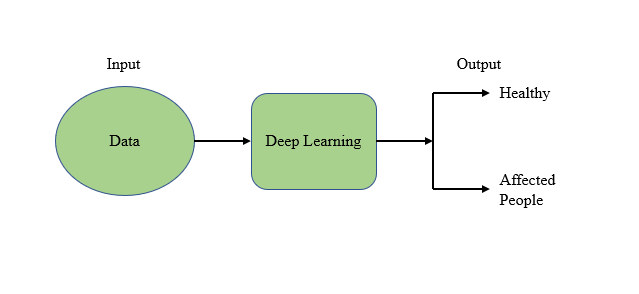 Input
Output
Healthy
Data
Deep Learning
Affected
People